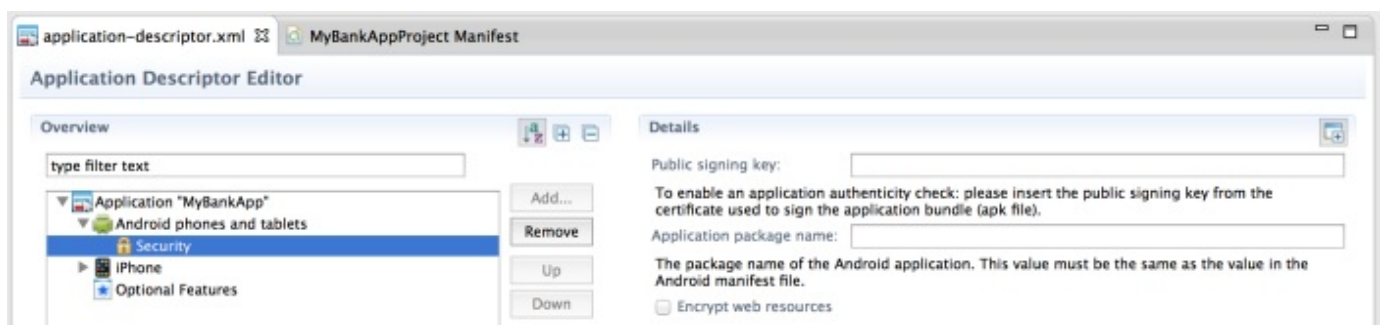 application-descriptor.xml MyBankAppProject Manifest
Application Descriptor Editor
Overview
type filter text
Application "MyBankApp"
Android phones and tablets
Security
iPhone
Optional Features
Add...
Remove
Up
Down
Details
Public signing key:
To enable an application authenticity check: please insert the public signing key from the
certificate used to sign the application bundle (apk file).
Application package name:
The package name of the Android application. This value must be the same as the value in the
Android manifest file.
Encrypt web resources